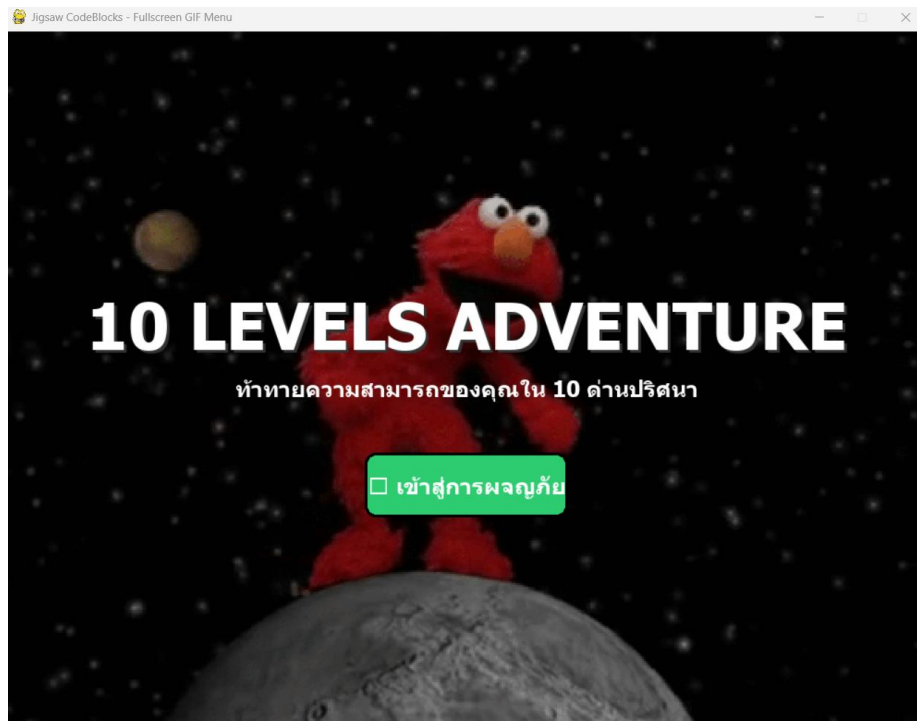 Jigsaw CodeBlocks - Fullscreen GIF Menu
10 LEVELS ADVENTURE
ท้าทายความสามารถของคุณใน 10 ด่านปริศนา
□ เข้าสู่การผจญภัย